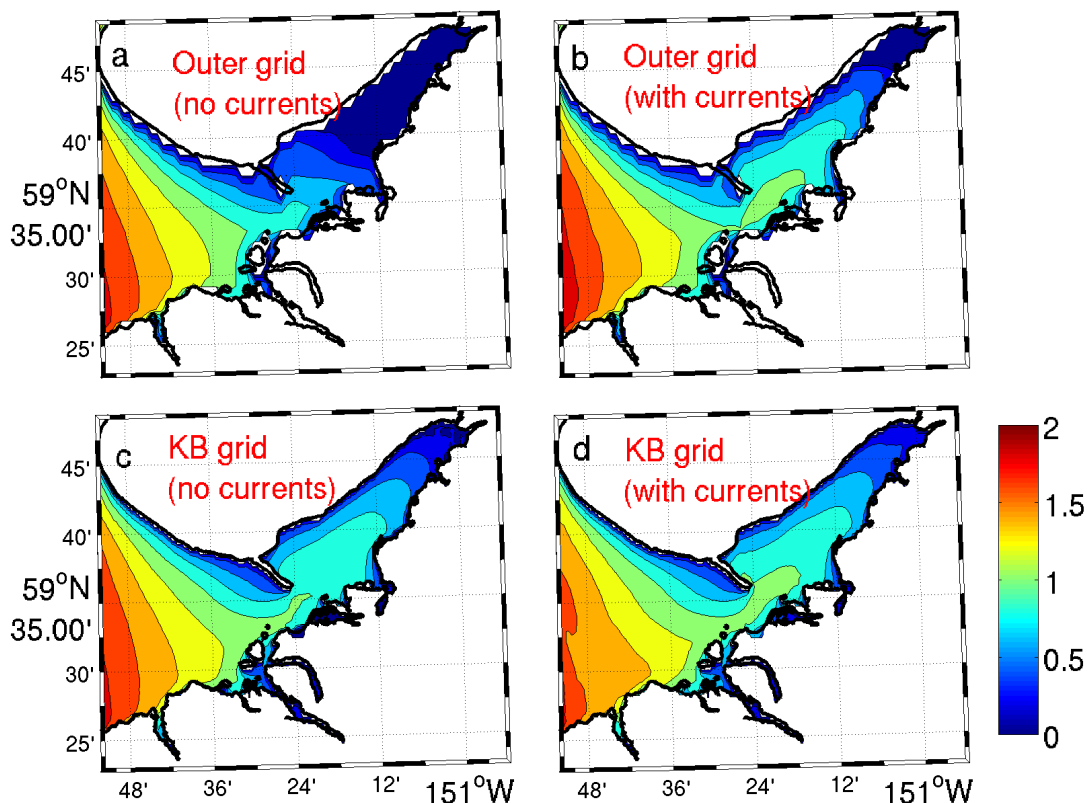 a
Outer grid
(no currents)
45'
40'
59°N
35.00'
30'
25'
b
Outer grid
(with currents)
c
KB grid
(no currents)
45'
40'
59°N
35.00'
30'
25'
48'
36'
24'
12'
151°W
d
KB grid
(with currents)
48'
36'
24'
12'
151°W
2
1.5
1
0.5
0